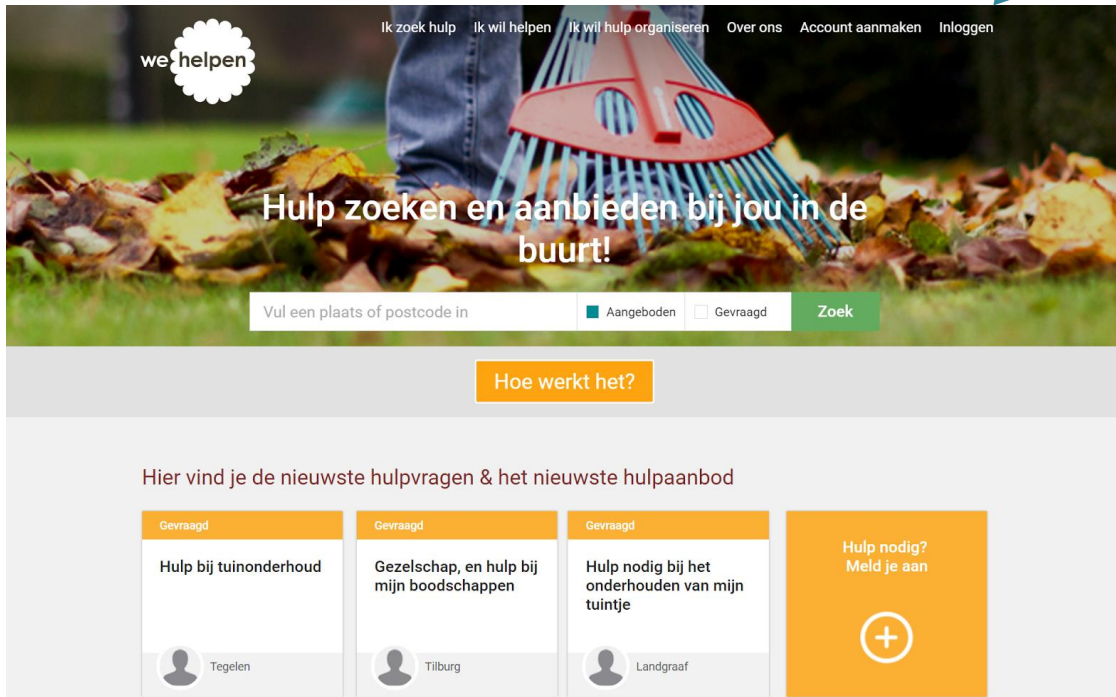 we helpen
Ik zoek hulp Ik wil helpen Ik wil hulp organiseren Over ons Account aanmaken Inloggen
Hulp zoeken en aanbieden bij jou in de
buurt!
Vul een plaats of postcode in Aangeboden Gevraagd Zoek
Hoe werkt het?
Hier vind je de nieuwste hulpvragen & het nieuwste hulpaanbod
Gevraagd
Hulp bij tuinonderhoud
Tegelen
Gevraagd
Gezelschap, en hulp bij
mijn boodschappen
Tilburg
Gevraagd
Hulp nodig bij het
onderhouden van mijn
tuintje
Landgraaf
Hulp nodig?
Meld je aan